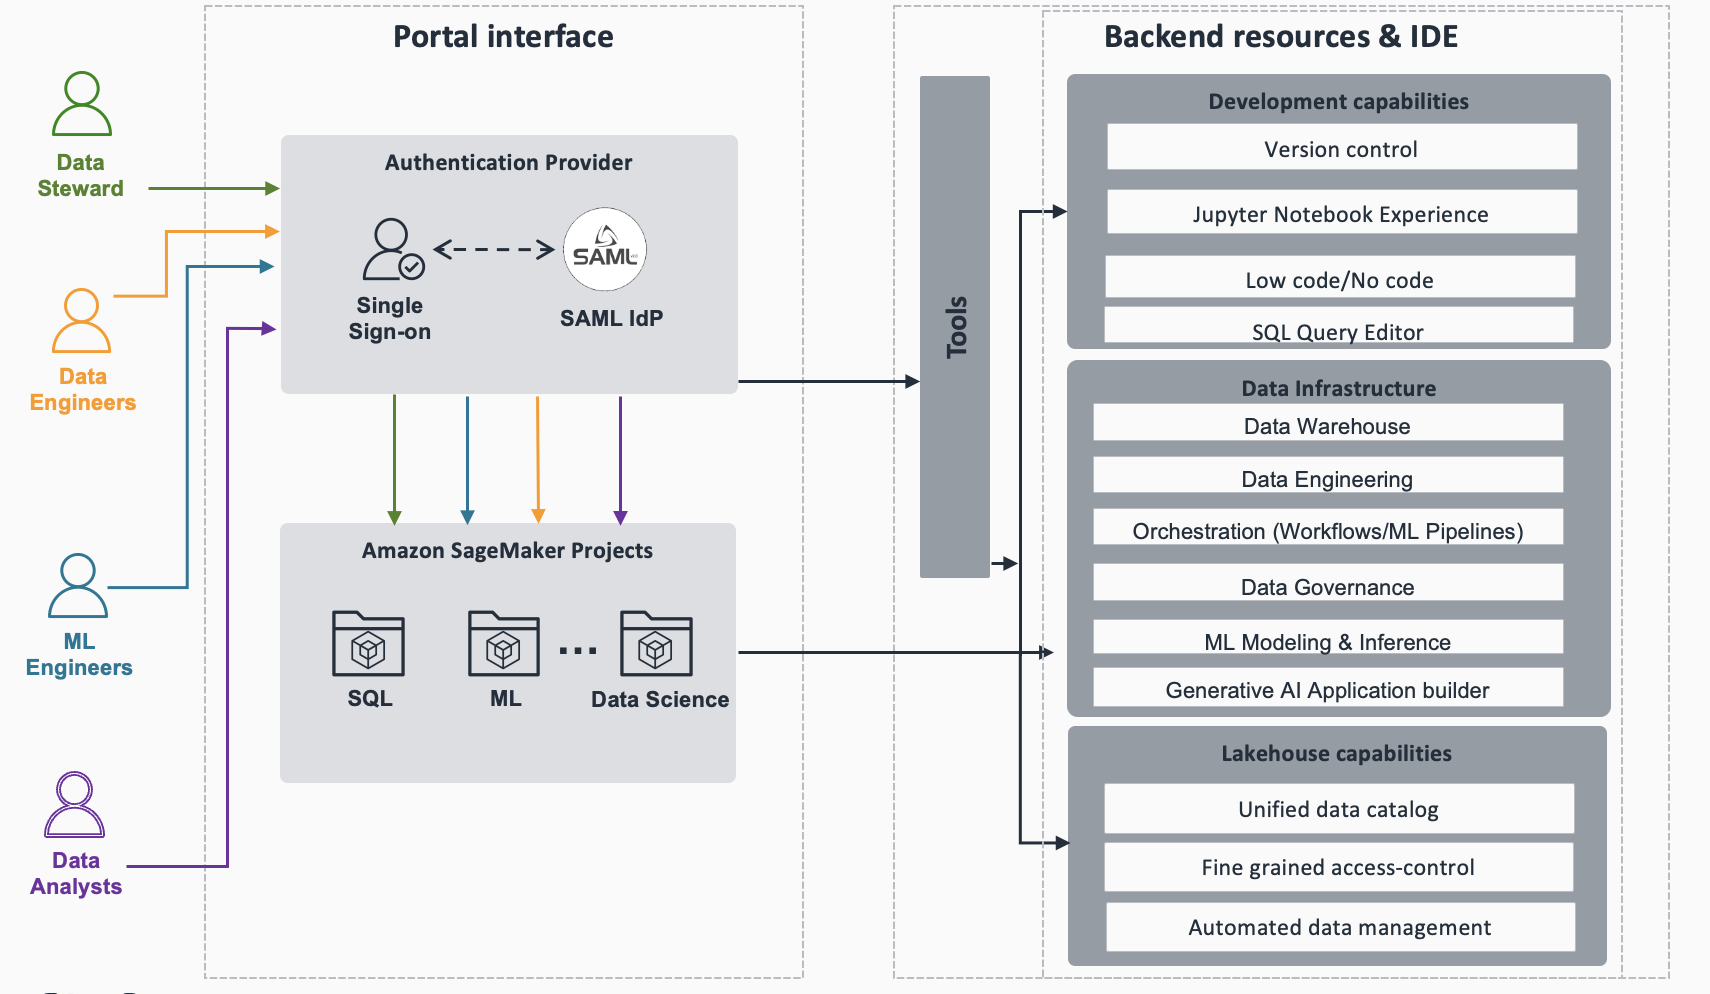 Portal interface
Backend resources & IDE
Data
Steward
Data
Engineers
ML
Engineers
Data
Analysts
Authentication Provider
Single
Sign-on
SAML
SAML IdP
Amazon SageMaker Projects
SQL
ML
...
Data Science
Tools
Development capabilities
Version control
Jupyter Notebook Experience
Low code/No code
SQL Query Editor
Data Infrastructure
Data Warehouse
Data Engineering
Orchestration (Workflows/ML Pipelines)
Data Governance
ML Modeling & Inference
Generative AI Application builder
Lakehouse capabilities
Unified data catalog
Fine grained access-control
Automated data management